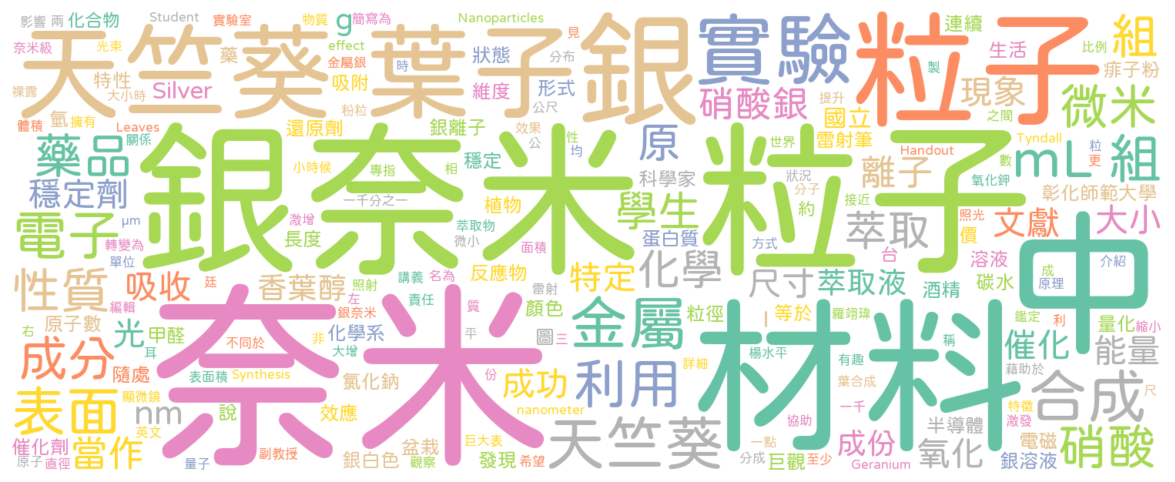 影響 兩 化合物 Student 實驗室 物質 g 簡寫為 Nanoparticles 見 連續 生活 比例 組
奈米級 光束 藥 effect 金屬銀 時 狀態 分布 實驗 粒子
天竺葵 葉子 銀
裸露 特性 大小時 Silver 吸附 維度 形式 硝酸銀 提升 製 現象 痱子粉
體積 氫 擁有 粉粒 公尺 國立 之間 微米
Leaves 關係 還原劑 銀離子 效果 公 性 均 原 世界 雷射筆 Handout Tyndall 數 mL 組
藥品 銀奈米 粒子
小時候 專指 相 穩定 科學家 狀況 分子 離子 氧化鉀 粒 更
穩定劑 一千分之一 植物 學生 約 接近 彰化師範大學
電子 μm 激增 長度 萃取物 微小 面積 蛋白質 方式 萃取 照光 價 文獻 大小
轉變為 單位 反應物 台
性質 吸收 廷 香葉醇 照射 左 講義 責任 名為 質 雷射 特定 化學 尺寸 萃取液 溶液 碳水 酒精 成 原理 介紹 中
編輯 銀奈米 顏色
右 原子數 光 甲醛 耳 不同於 非 化學系 大增 平 圖 三 金屬 粒徑 l 等於 羅翊瑋 鑑定 利 量化 縮小
成分 隨處 表面積 Synthesis 氯化鈉 份 成功 利用 楊水平 有趣 稱 催化 能量
奈米 材料
表面 顯微鏡 nm 說 效應 nanometer 葉合成 藉助於 一千 特徵 激發 合成 尺
催化劑 當作 英文 盆栽 巨大表 天竺葵 協助 成份 半導體 電磁 硝酸
原子 直徑 量子 副教授 銀白色 觀察 發現 希望 一點 分成 巨觀 至少 Geranium 氧化 銀溶液